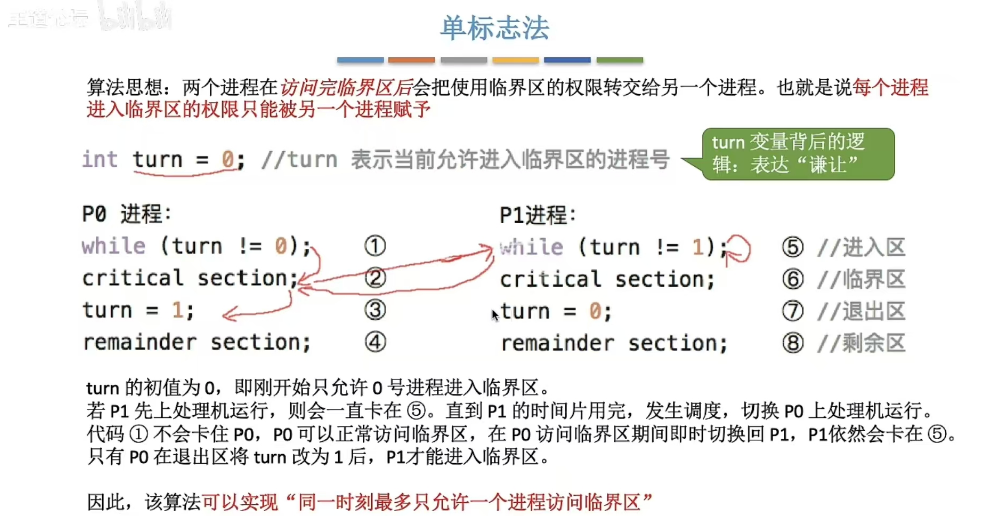 bilibili
单标志法
算法思想：两个进程在访问完临界区后会把使用临界区的权限转交给另一个进程。也就是说每个进程
进入临界区的权限只能被另一个进程赋予
int turn = 0; //turn 表示当前允许进入临界区的进程号
turn 变量背后的逻
辑：表达“谦让”
P0 进程：
while (turn != 0); ①
critical section; ②
turn = 1; ③
remainder section; ④
P1进程：
while (turn != 1); ⑤ //进入区
critical section; ⑥ //临界区
turn = 0; ⑦ //退出区
remainder section; ⑧ //剩余区
turn 的初值为 0，即刚开始只允许 0 号进程进入临界区。
若 P1 先上处理机运行，则会一直卡在 ⑤。直到 P1 的时间片用完，发生调度，切换 P0 上处理机运行。
代码 ① 不会卡住 P0，P0 可以正常访问临界区，在 P0 访问临界区期间即时切换回 P1，P1依然会卡在 ⑤。
只有 P0 在退出区将 turn 改为 1 后，P1才能进入临界区。
因此，该算法可以实现“同一时刻最多只允许一个进程访问临界区”